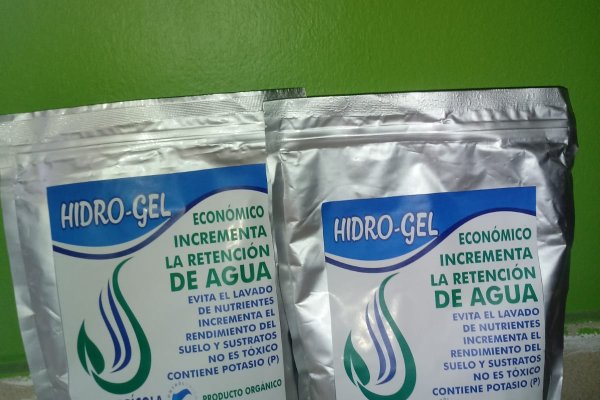 HIDRO-GEL
ECONÓMICO
INCREMENTA
LA RETENCIÓN
DE AGUA
EVITA EL LAVADO
DE NUTRIENTES
INCREMENTA EL
RENDIMIENTO DEL
SUELO Y SUSTRATOS
NO ES TÓXICO
CONTIENE POTASIO (P)
PRODUCTO ORGÁNICO
HIDRO-GEL
ECONÓMICO
INCREMENTA
LA RETENCIÓN
DE AGUA
EVITA EL LAVADO
DE NUTRIENTES
INCREMENTA EL
RENDIMIENTO DEL
SUELO Y SUSTRATOS
NO ES TÓXICO
CONTIENE POTASIO (P)